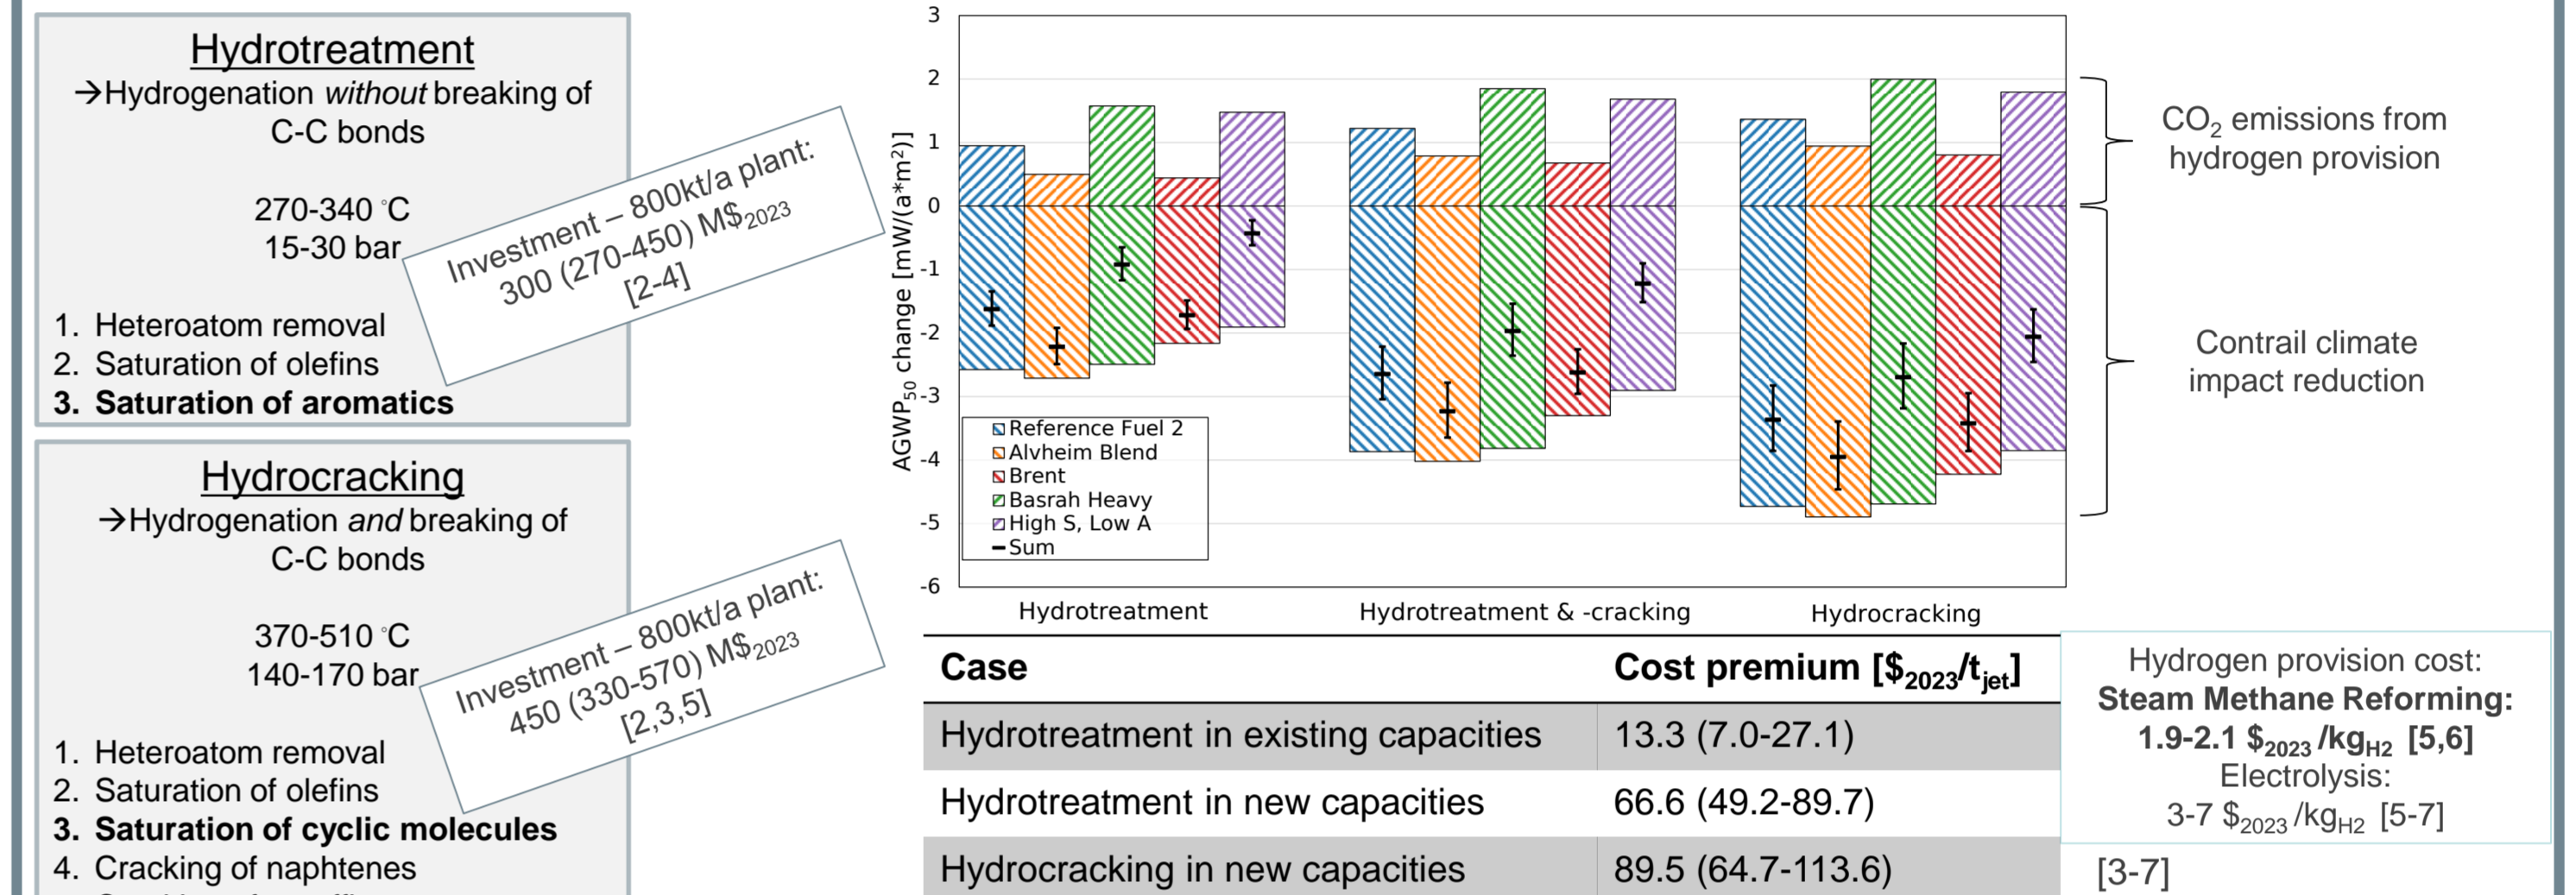 Hydrotreatment
→Hydrogenation without breaking of
C-C bonds
270-340 °C
15-30 bar
1. Heteroatom removal
2. Saturation of olefins
3. Saturation of aromatics
Investment – 800kt/a plant:
300 (270-450) M$2023
[2-4]
Hydrocracking
→Hydrogenation and breaking of
C-C bonds
370-510 °C
140-170 bar
1. Heteroatom removal
2. Saturation of olefins
3. Saturation of cyclic molecules
4. Cracking of naphtenes
Investment – 800kt/a plant:
450 (330-570) M$2023
[2,3,5]
AGWP50 change [mW/(a*m2)]
3
2
1
0
-1
-2
-3
-4
-5
-6
Reference Fuel 2
Alvheim Blend
Brent
Basrah Heavy
High S, Low A
Sum
Hydrotreatment
Hydrotreatment & -cracking
Hydrocracking
CO2 emissions from
hydrogen provision
Contrail climate
impact reduction
Case Cost premium [$2023/tjet]
Hydrotreatment in existing capacities 13.3 (7.0-27.1)
Hydrotreatment in new capacities 66.6 (49.2-89.7)
Hydrocracking in new capacities 89.5 (64.7-113.6)
Hydrogen provision cost:
Steam Methane Reforming:
1.9-2.1 $2023 /kgH2 [5,6]
Electrolysis:
3-7 $2023 /kgH2 [5-7]
[3-7]